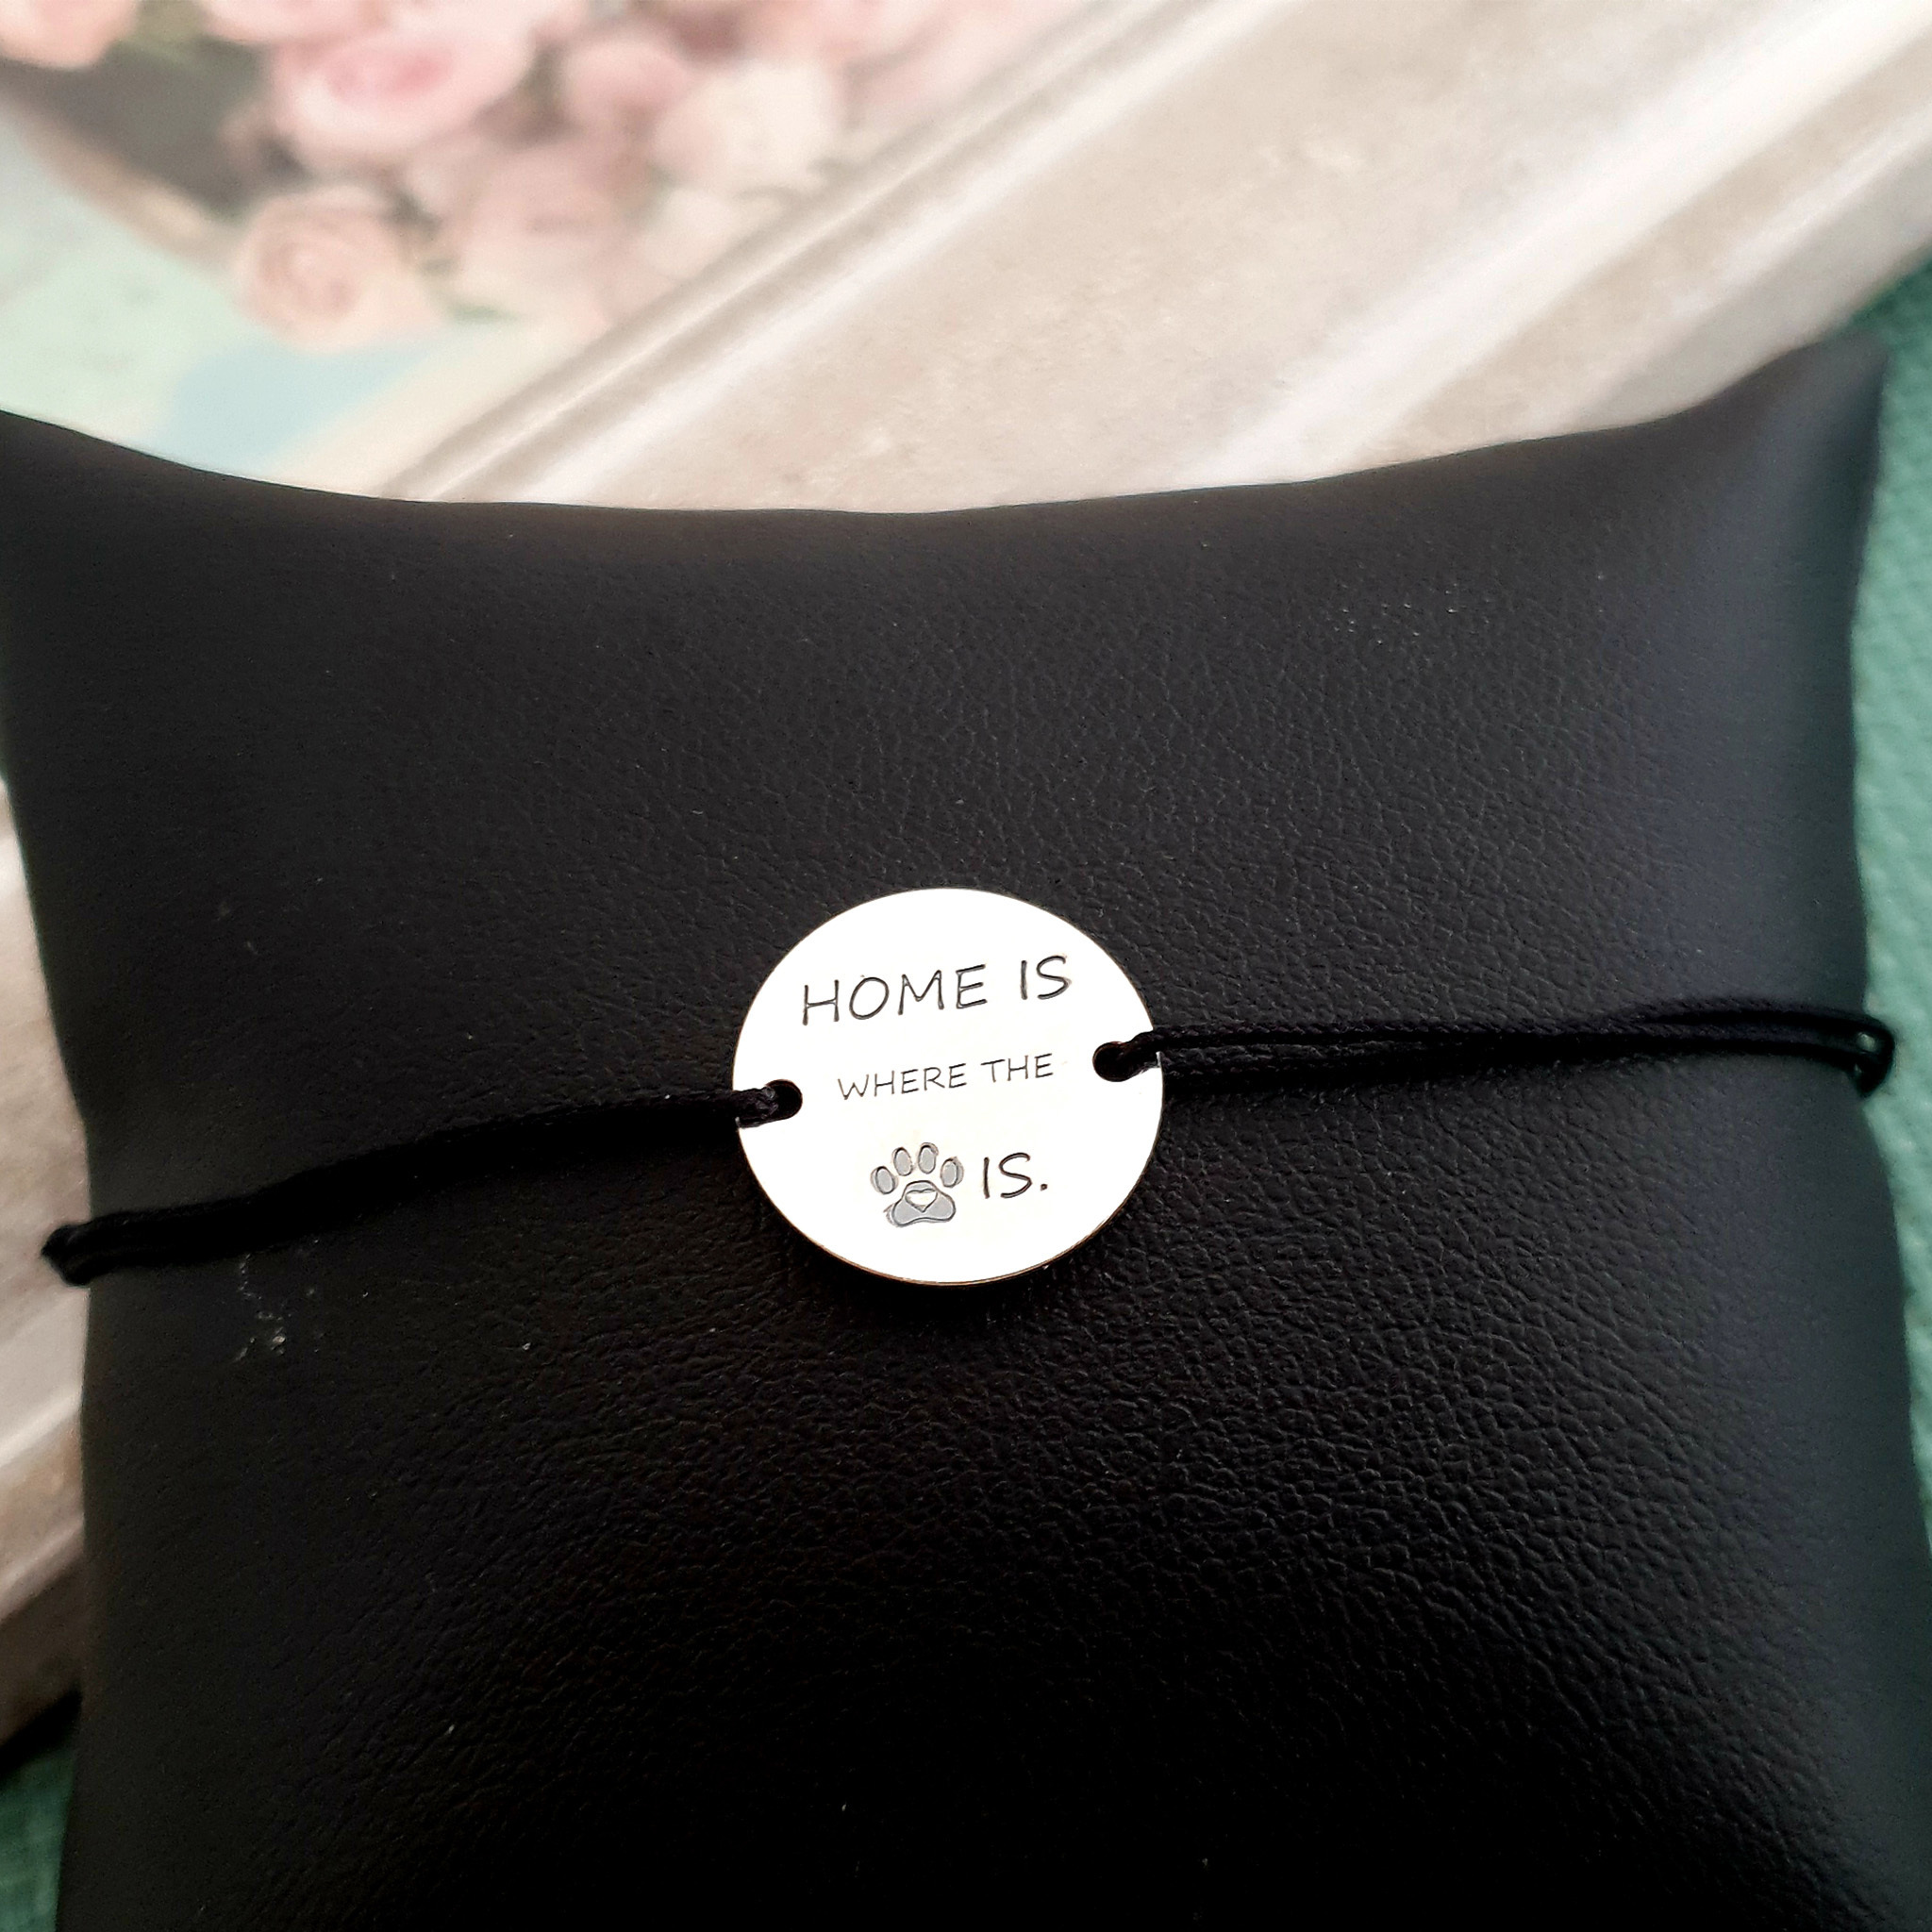 HOME IS
WHERE THE
IS.